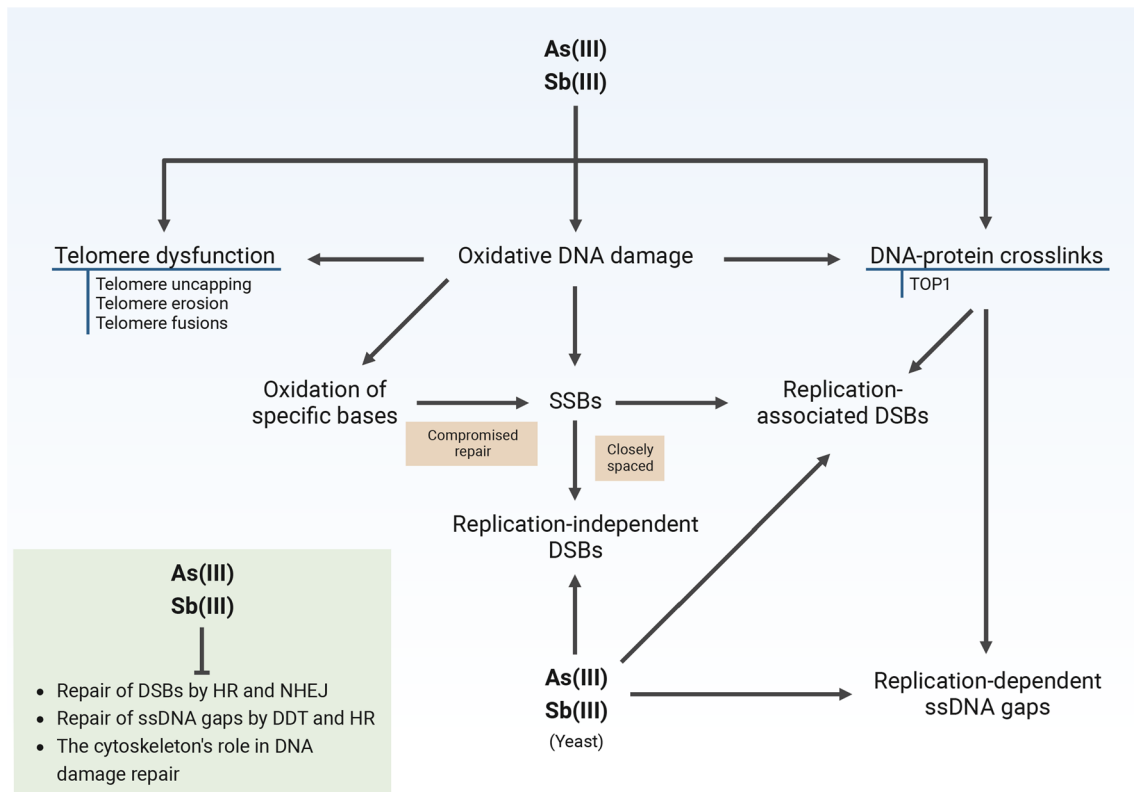 As(III)
Sb(III)
Telomere dysfunction
Telomere uncapping
Telomere erosion
Telomere fusions
Oxidative DNA damage
DNA-protein crosslinks
TOP1
Oxidation of
specific bases
Compromised
repair
SSBs
Closely
spaced
Replication-
associated DSBs
Replication-independent
DSBs
As(III)
Sb(III)
• Repair of DSBs by HR and NHEJ
• Repair of ssDNA gaps by DDT and HR
• The cytoskeleton's role in DNA
damage repair
As(III)
Sb(III)
(Yeast)
Replication-dependent
ssDNA gaps